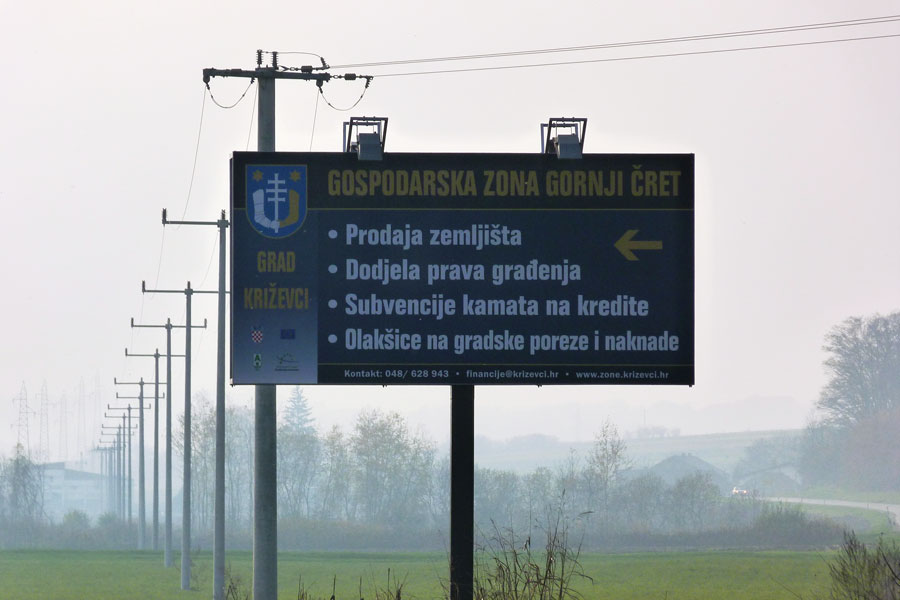 GOSPODARSKA ZONA GORNJI ČRET
GRAD
KRIŽEVCI
• Prodaja zemljišta
• Dodjela prava građenja
• Subvencije kamata na kredite
• Olakšice na gradske poreze i naknade
Kontakt: 048/ 628 943 • financije@krizevci.hr • www.zone.krizevci.hr